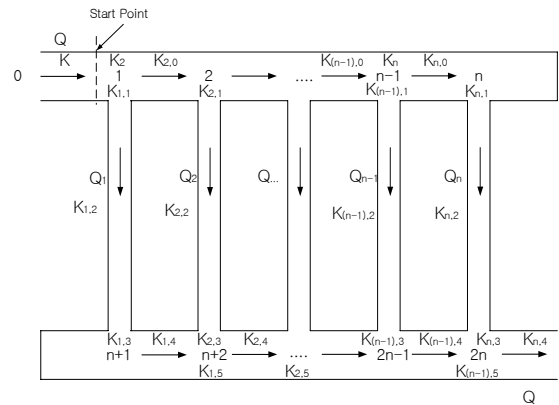 Start Point
Q
K K₂ K₂,₀ K₍ₙ₋₁₎,₀ Kₙ Kₙ,₀
0 1 2 .... n-1 n
K₁,₁ K₂,₁ K₍ₙ₋₁₎,₁ Kₙ,₁
Q₁ Q₂ Q... Qₙ₋₁ Qₙ
K₁,₂ K₂,₂ K₍ₙ₋₁₎,₂ Kₙ,₂
K₁,₃ K₁,₄ K₂,₃ K₂,₄ K₍ₙ₋₁₎,₃ K₍ₙ₋₁₎,₄ Kₙ,₃ Kₙ,₄
n+1 n+2 .... 2n-1 2n
K₁,₅ K₂,₅ K₍ₙ₋₁₎,₅
Q